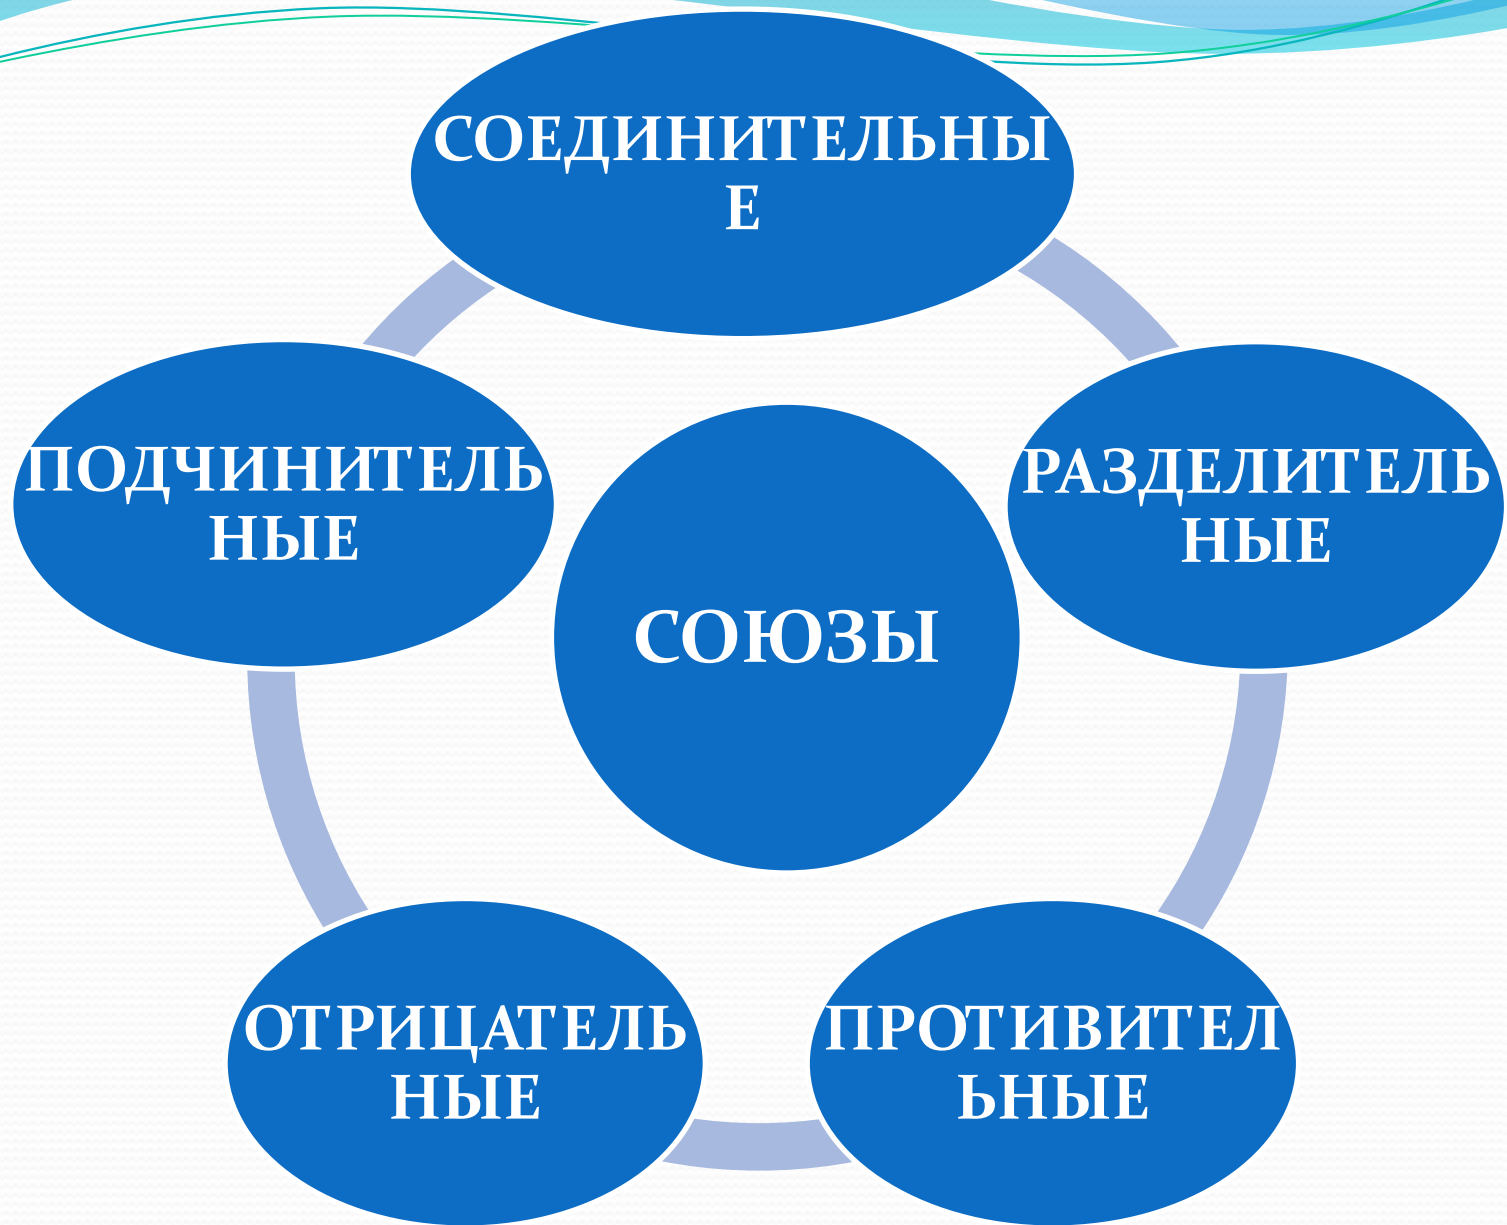 СОЕДИНИТЕЛЬНЫ
Е
ПОДЧИНИТЕЛЬ
НЫЕ
РАЗДЕЛИТЕЛЬ
НЫЕ
СОЮЗЫ
ОТРИЦАТЕЛЬ
НЫЕ
ПРОТИВИТЕЛ
ЬНЫЕ